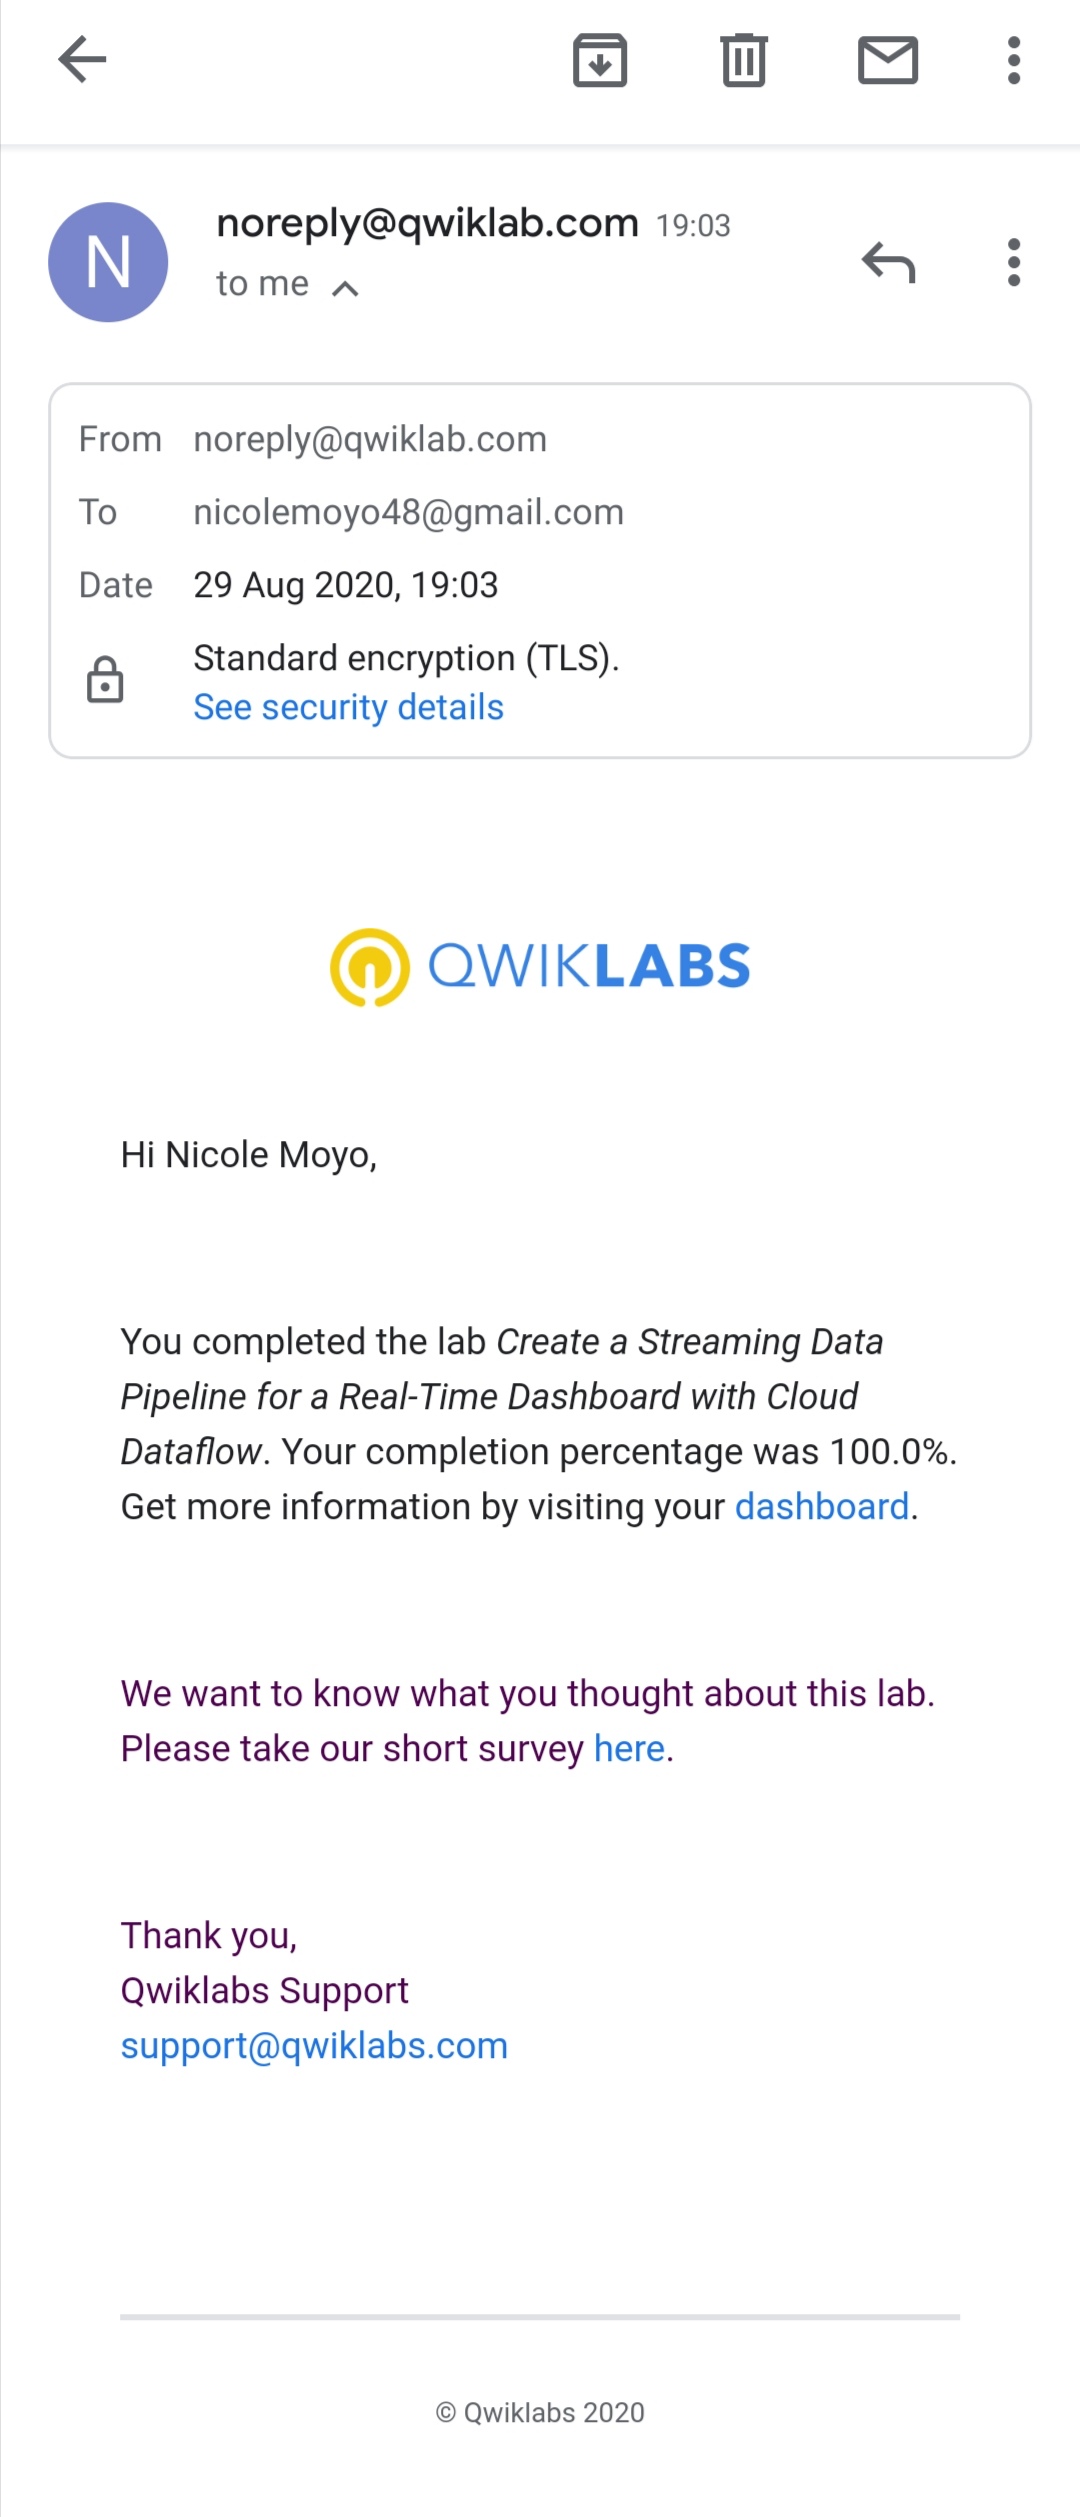 noreply@qwiklab.com 19:03
to me
N
From noreply@qwiklab.com
To nicolemoyo48@gmail.com
Date 29 Aug 2020, 19:03
Standard encryption (TLS).
See security details
QWIKLABS
Hi Nicole Moyo,
You completed the lab Create a Streaming Data
Pipeline for a Real-Time Dashboard with Cloud
Dataflow. Your completion percentage was 100.0%.
Get more information by visiting your dashboard.
We want to know what you thought about this lab.
Please take our short survey here.
Thank you,
Qwiklabs Support
support@qwiklabs.com
© Qwiklabs 2020